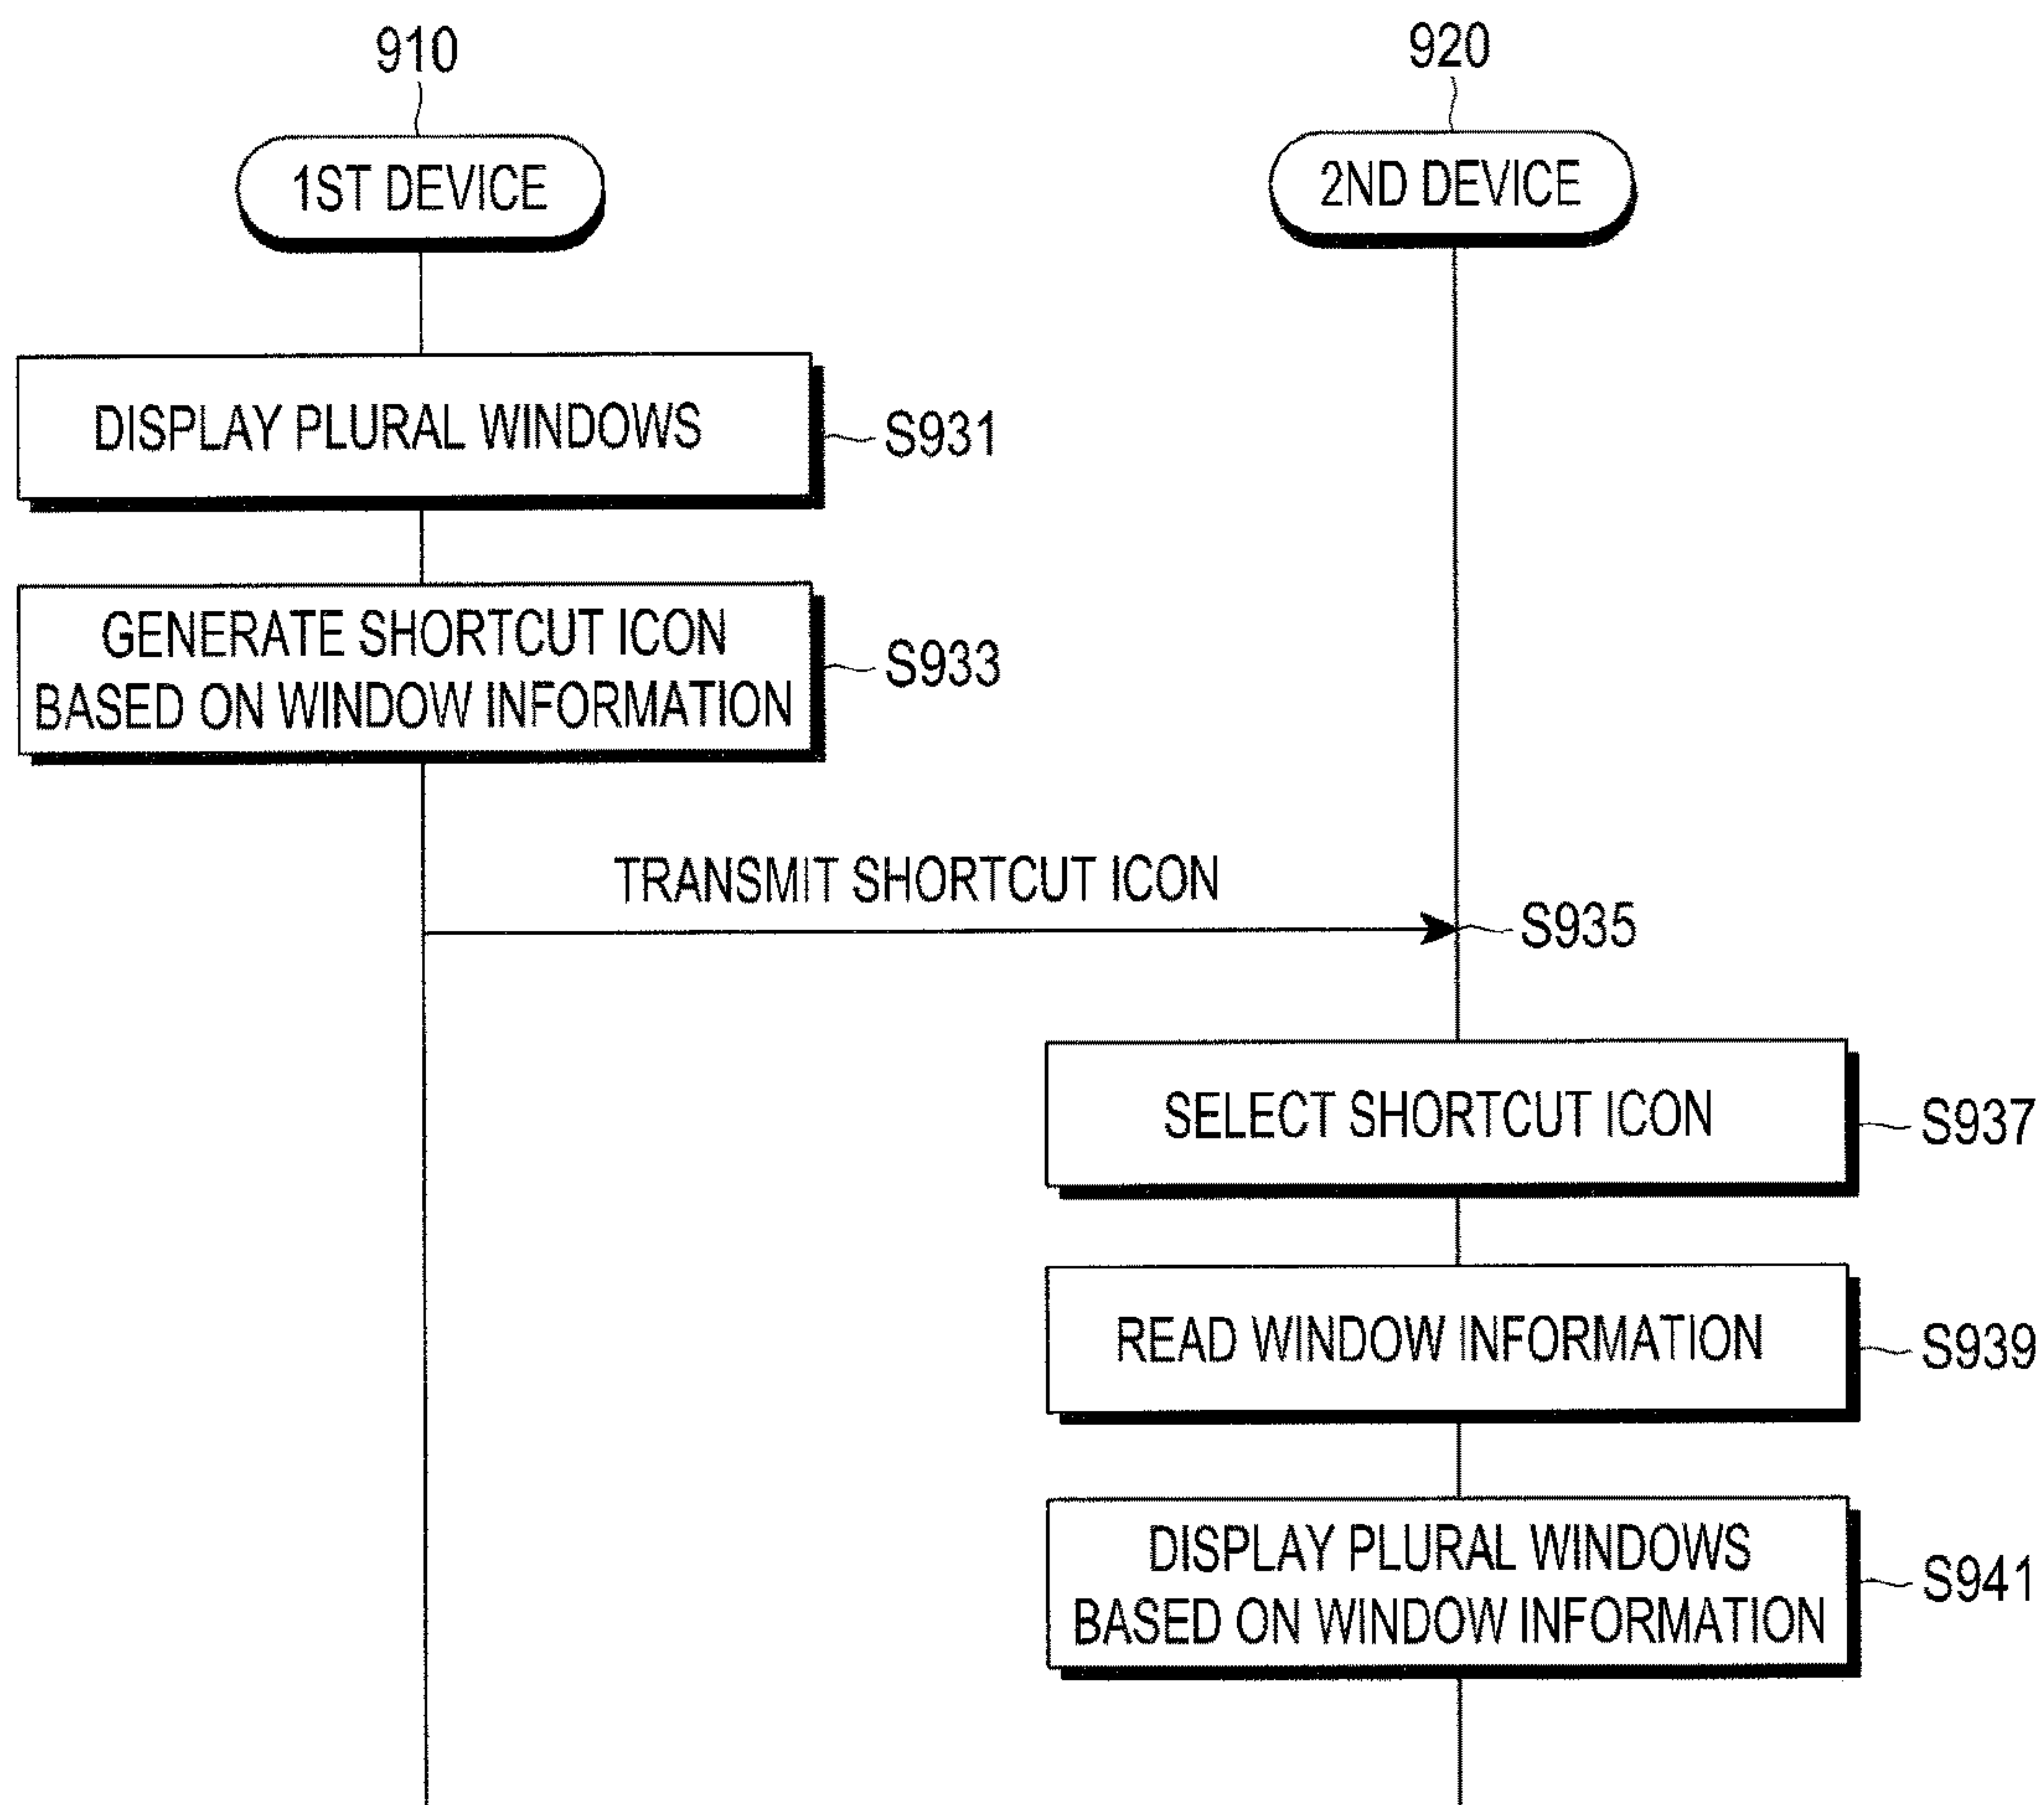 910
920
1ST DEVICE
2ND DEVICE
DISPLAY PLURAL WINDOWS
S931
GENERATE SHORTCUT ICON
BASED ON WINDOW INFORMATION
S933
TRANSMIT SHORTCUT ICON
S935
SELECT SHORTCUT ICON
S937
READ WINDOW INFORMATION
S939
DISPLAY PLURAL WINDOWS
BASED ON WINDOW INFORMATION
S941